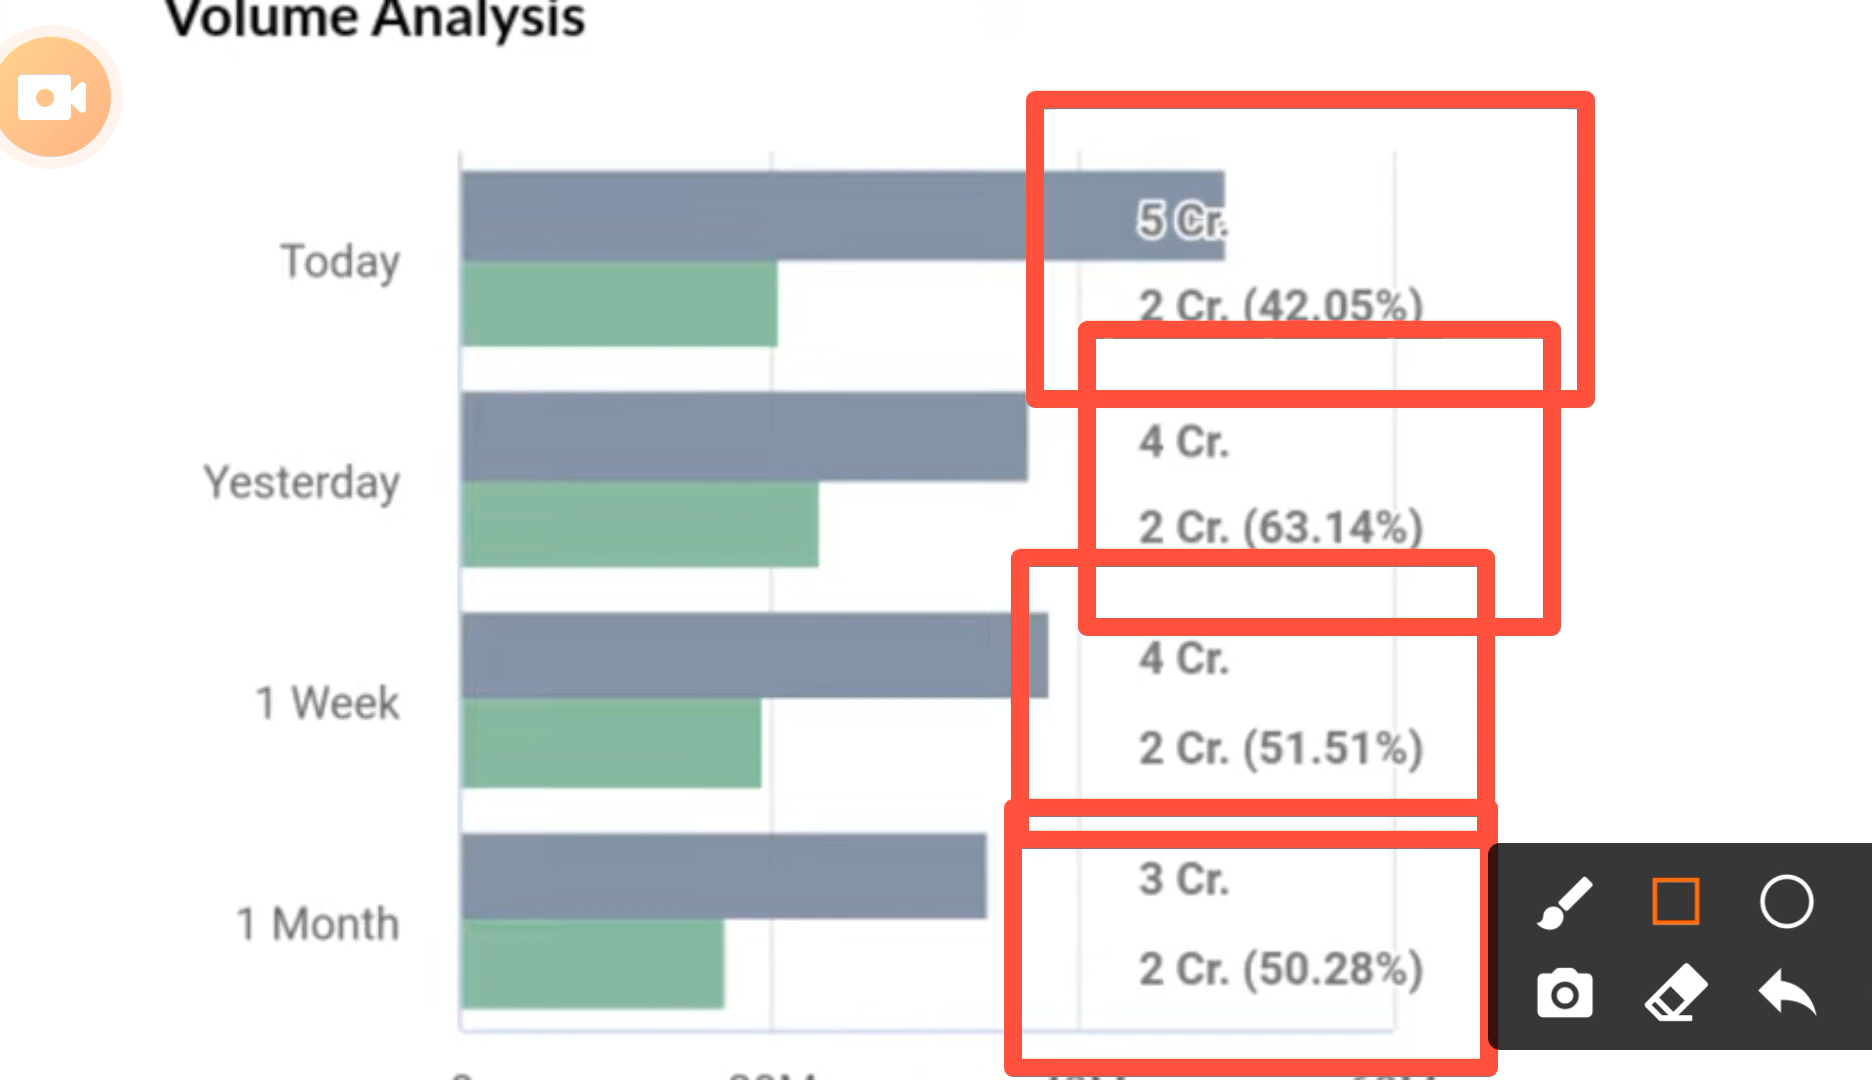 Volume Analysis
Today
5 Cr.
2 Cr. (42.05%)
Yesterday
4 Cr.
2 Cr. (63.14%)
1 Week
4 Cr.
2 Cr. (51.51%)
1 Month
3 Cr.
2 Cr. (50.28%)